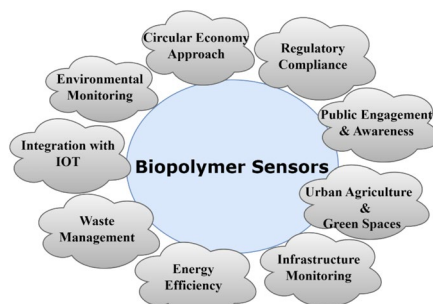 Circular Economy
Approach
Regulatory
Compliance
Environmental
Monitoring
Public Engagement
& Awareness
Integration with
IOT
Biopolymer Sensors
Urban Agriculture
&
Green Spaces
Waste
Management
Infrastructure
Monitoring
Energy
Efficiency